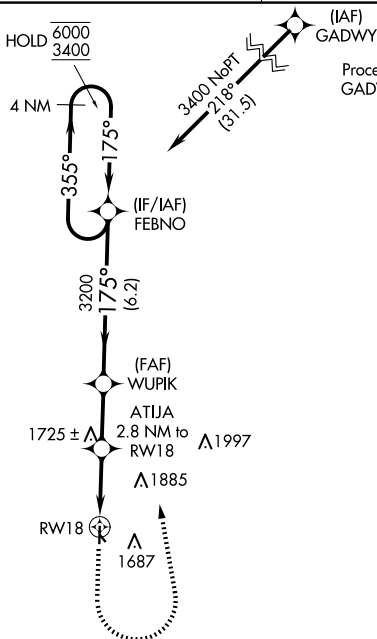 (IAF)
GADWY
HOLD 6000
3400
Proce
GADW
3400 NoPT
218°
(31.5)
4 NM
355°
175°
(IF/IAF)
FEBNO
3200
175°
(6.2)
(FAF)
WUPIK
ATIJA
2.8 NM to
RW18
1725 ±
1997
1885
RW18
1687